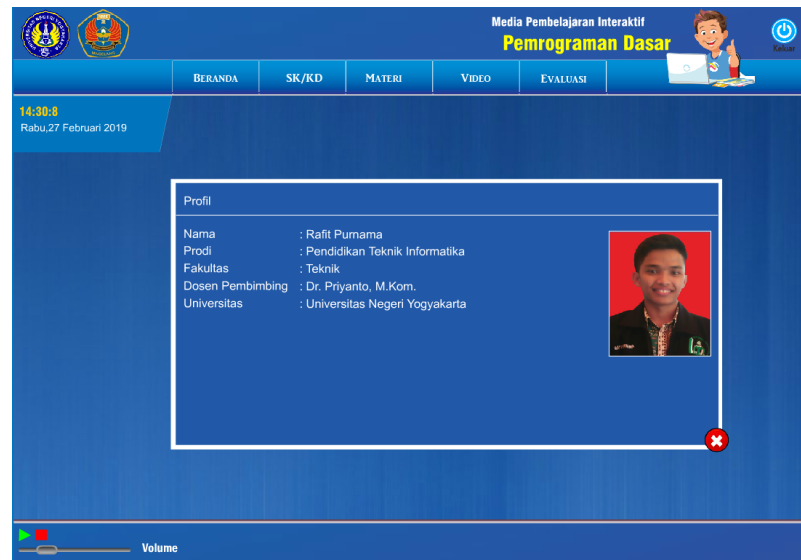 Media Pembelajaran Interaktif
Pemrograman Dasar
Keluar
BERANDA
SK/KD
MATERI
VIDEO
EVALUASI
14:30:8
Rabu,27 Februari 2019
Profil
Nama : Rafit Purnama
Prodi : Pendidikan Teknik Informatika
Fakultas : Teknik
Dosen Pembimbing : Dr. Priyanto, M.Kom.
Universitas : Universitas Negeri Yogyakarta
Volume